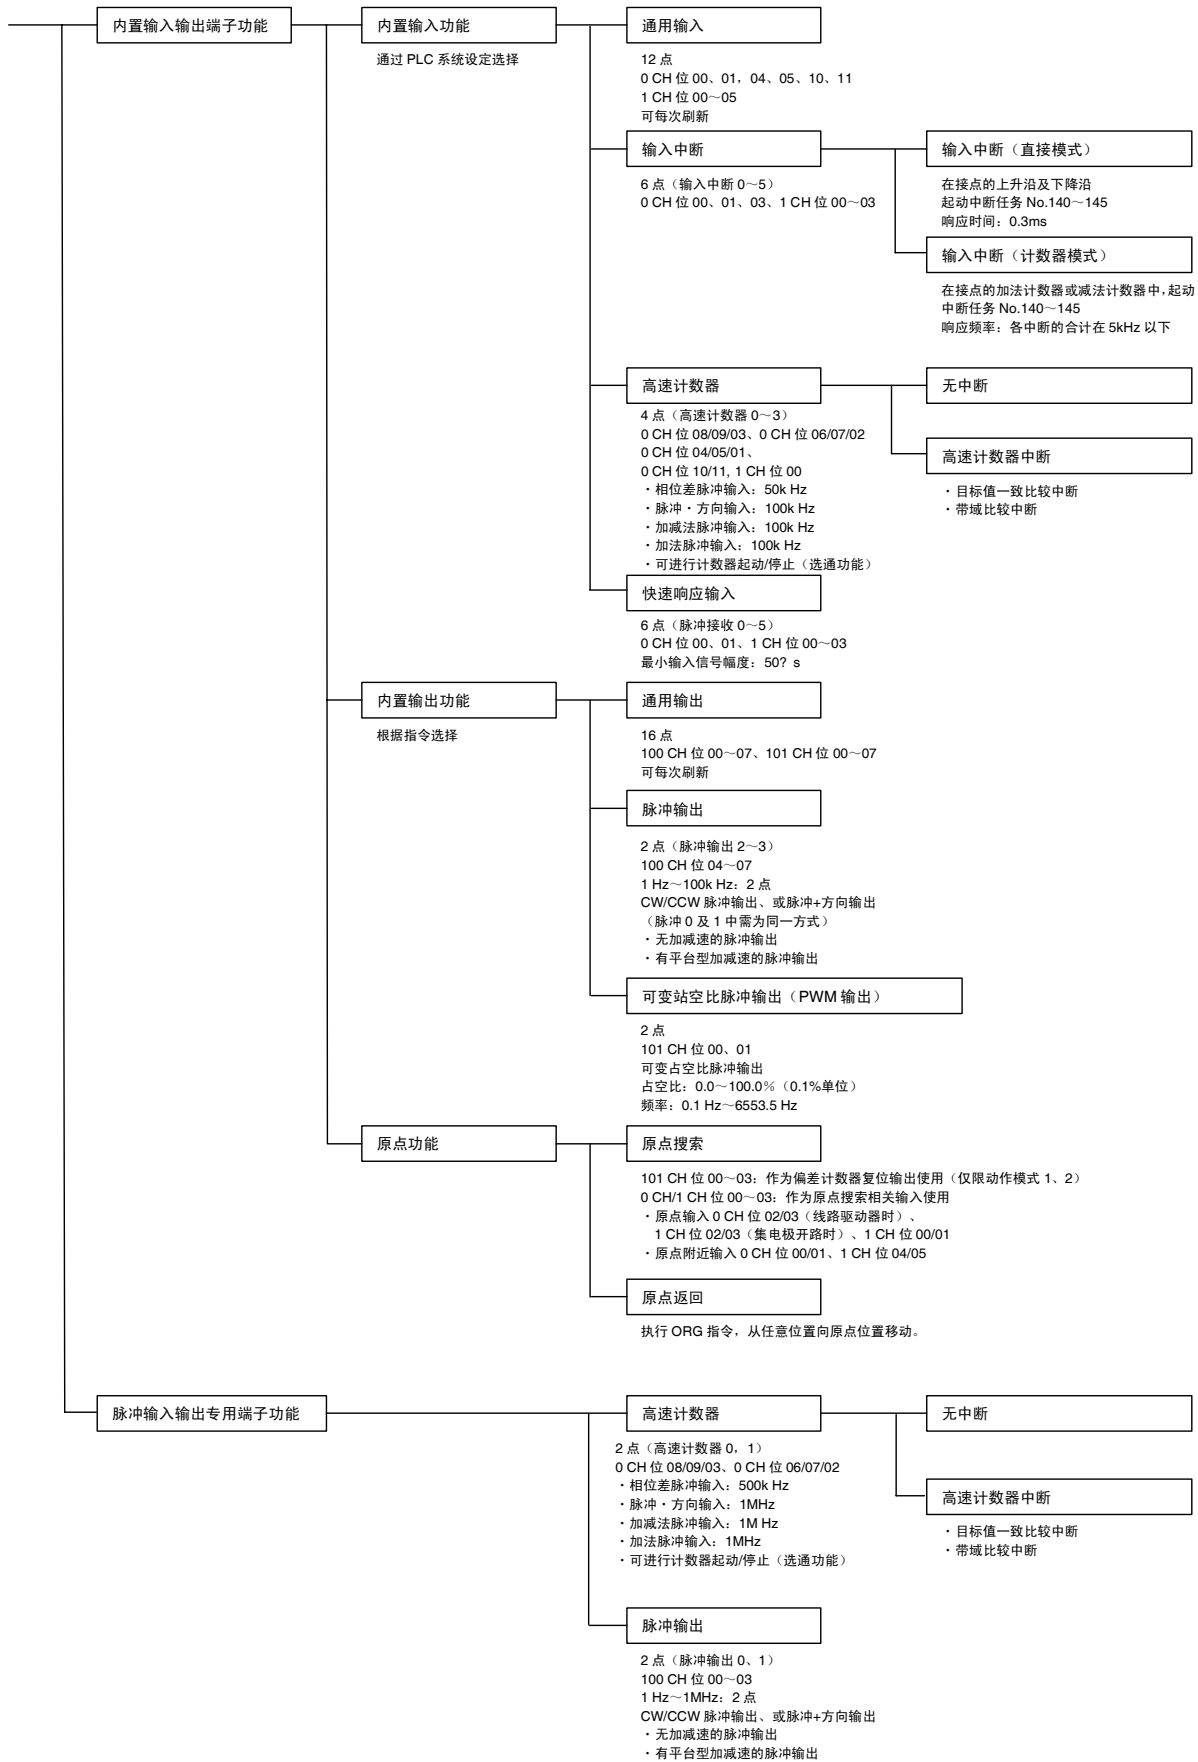 内置输入输出端子功能
内置输入功能
通过 PLC 系统设定选择
通用输入
12 点
0 CH 位 00、01，04、05、10、11
1 CH 位 00～05
可每次刷新
输入中断
6 点（输入中断 0～5）
0 CH 位 00、01、03、1 CH 位 00～03
输入中断（直接模式）
在接点的上升沿及下降沿
起动中断任务 No.140～145
响应时间：0.3ms
输入中断（计数器模式）
在接点的加法计数器或减法计数器中，起动
中断任务 No.140～145
响应频率：各中断的合计在 5kHz 以下
高速计数器
4 点（高速计数器 0～3）
0 CH 位 08/09/03、0 CH 位 06/07/02
0 CH 位 04/05/01、
0 CH 位 10/11, 1 CH 位 00
・相位差脉冲输入：50k Hz
・脉冲・方向输入：100k Hz
・加减法脉冲输入：100k Hz
・加法脉冲输入：100k Hz
・可进行计数器起动/停止（选通功能）
无中断
高速计数器中断
・目标值一致比较中断
・带域比较中断
快速响应输入
6 点（脉冲接收 0～5）
0 CH 位 00、01、1 CH 位 00～03
最小输入信号幅度：50? s
内置输出功能
根据指令选择
通用输出
16 点
100 CH 位 00～07、101 CH 位 00～07
可每次刷新
脉冲输出
2 点（脉冲输出 2～3）
100 CH 位 04～07
1 Hz～100k Hz：2 点
CW/CCW 脉冲输出、或脉冲+方向输出
（脉冲 0 及 1 中需为同一方式）
・无加减速的脉冲输出
・有平台型加减速的脉冲输出
可变站空比脉冲输出（PWM 输出）
2 点
101 CH 位 00、01
可变占空比脉冲输出
占空比：0.0～100.0％（0.1%单位）
频率：0.1 Hz～6553.5 Hz
原点功能
原点搜索
101 CH 位 00～03：作为偏差计数器复位输出使用（仅限动作模式 1、2）
0 CH/1 CH 位 00～03：作为原点搜索相关输入使用
・原点输入 0 CH 位 02/03（线路驱动器时）、
1 CH 位 02/03（集电极开路时）、1 CH 位 00/01
・原点附近输入 0 CH 位 00/01、1 CH 位 04/05
原点返回
执行 ORG 指令，从任意位置向原点位置移动。
脉冲输入输出专用端子功能
高速计数器
2 点（高速计数器 0，1）
0 CH 位 08/09/03、0 CH 位 06/07/02
・相位差脉冲输入：500k Hz
・脉冲・方向输入：1MHz
・加减法脉冲输入：1M Hz
・加法脉冲输入：1MHz
・可进行计数器起动/停止（选通功能）
无中断
高速计数器中断
・目标值一致比较中断
・带域比较中断
脉冲输出
2 点（脉冲输出 0、1）
100 CH 位 00～03
1 Hz～1MHz：2 点
CW/CCW 脉冲输出、或脉冲+方向输出
・无加减速的脉冲输出
・有平台型加减速的脉冲输出